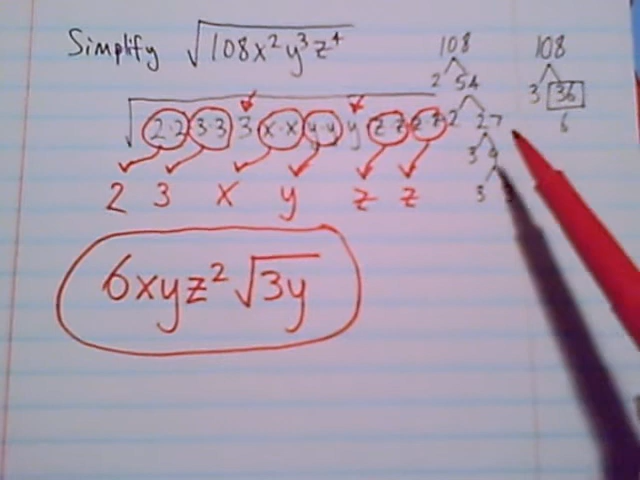 Simplify √108x²y³z⁴
√2·2 3·3 3 x·x y·y y z·z z·z
2 3 x y z z
6xyz²√3y
108
2 54
2 27
3 9
3
108
3 36
6